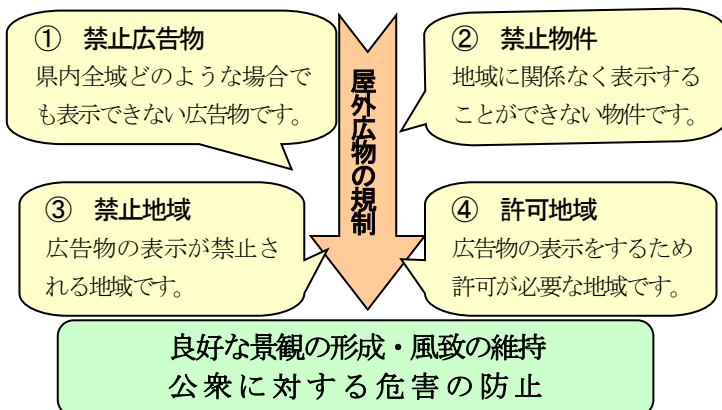 ① 禁止広告物
県内全域どのような場合で
も表示できない広告物です。
② 禁止物件
地域に関係なく表示する
ことができない物件です。
屋外広物の規制
③ 禁止地域
広告物の表示が禁止さ
れる地域です。
④ 許可地域
広告物の表示をするため
許可が必要な地域です。
良好な景観の形成・風致の維持
公衆に対する危害の防止